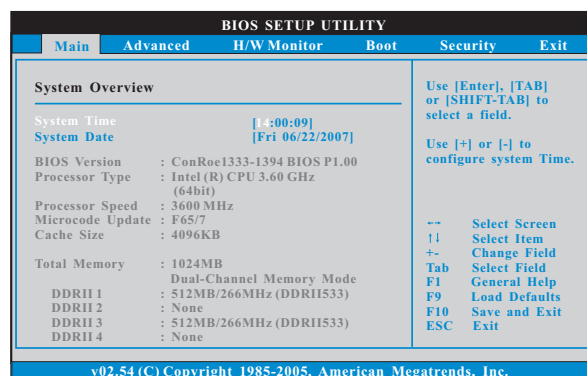 BIOS SETUP UTILITY
Main Advanced H/W Monitor Boot Security Exit
System Overview
System Time [14:00:09]
System Date [Fri 06/22/2007]
BIOS Version : ConRoe1333-1394 BIOS P1.00
Processor Type : Intel (R) CPU 3.60 GHz
(64bit)
Processor Speed : 3600 MHz
Microcode Update : F65/7
Cache Size : 4096KB
Total Memory : 1024MB
Dual-Channel Memory Mode
DDRII 1 : 512MB/266MHz (DDRII533)
DDRII 2 : None
DDRII 3 : 512MB/266MHz (DDRII533)
DDRII 4 : None
Use [Enter], [TAB]
or [SHIFT-TAB] to
select a field.
Use [+] or [-] to
configure system Time.
←→ Select Screen
↑↓ Select Item
+- Change Field
Tab Select Field
F1 General Help
F9 Load Defaults
F10 Save and Exit
ESC Exit
v02.54 (C) Copyright 1985-2005, American Megatrends, Inc.